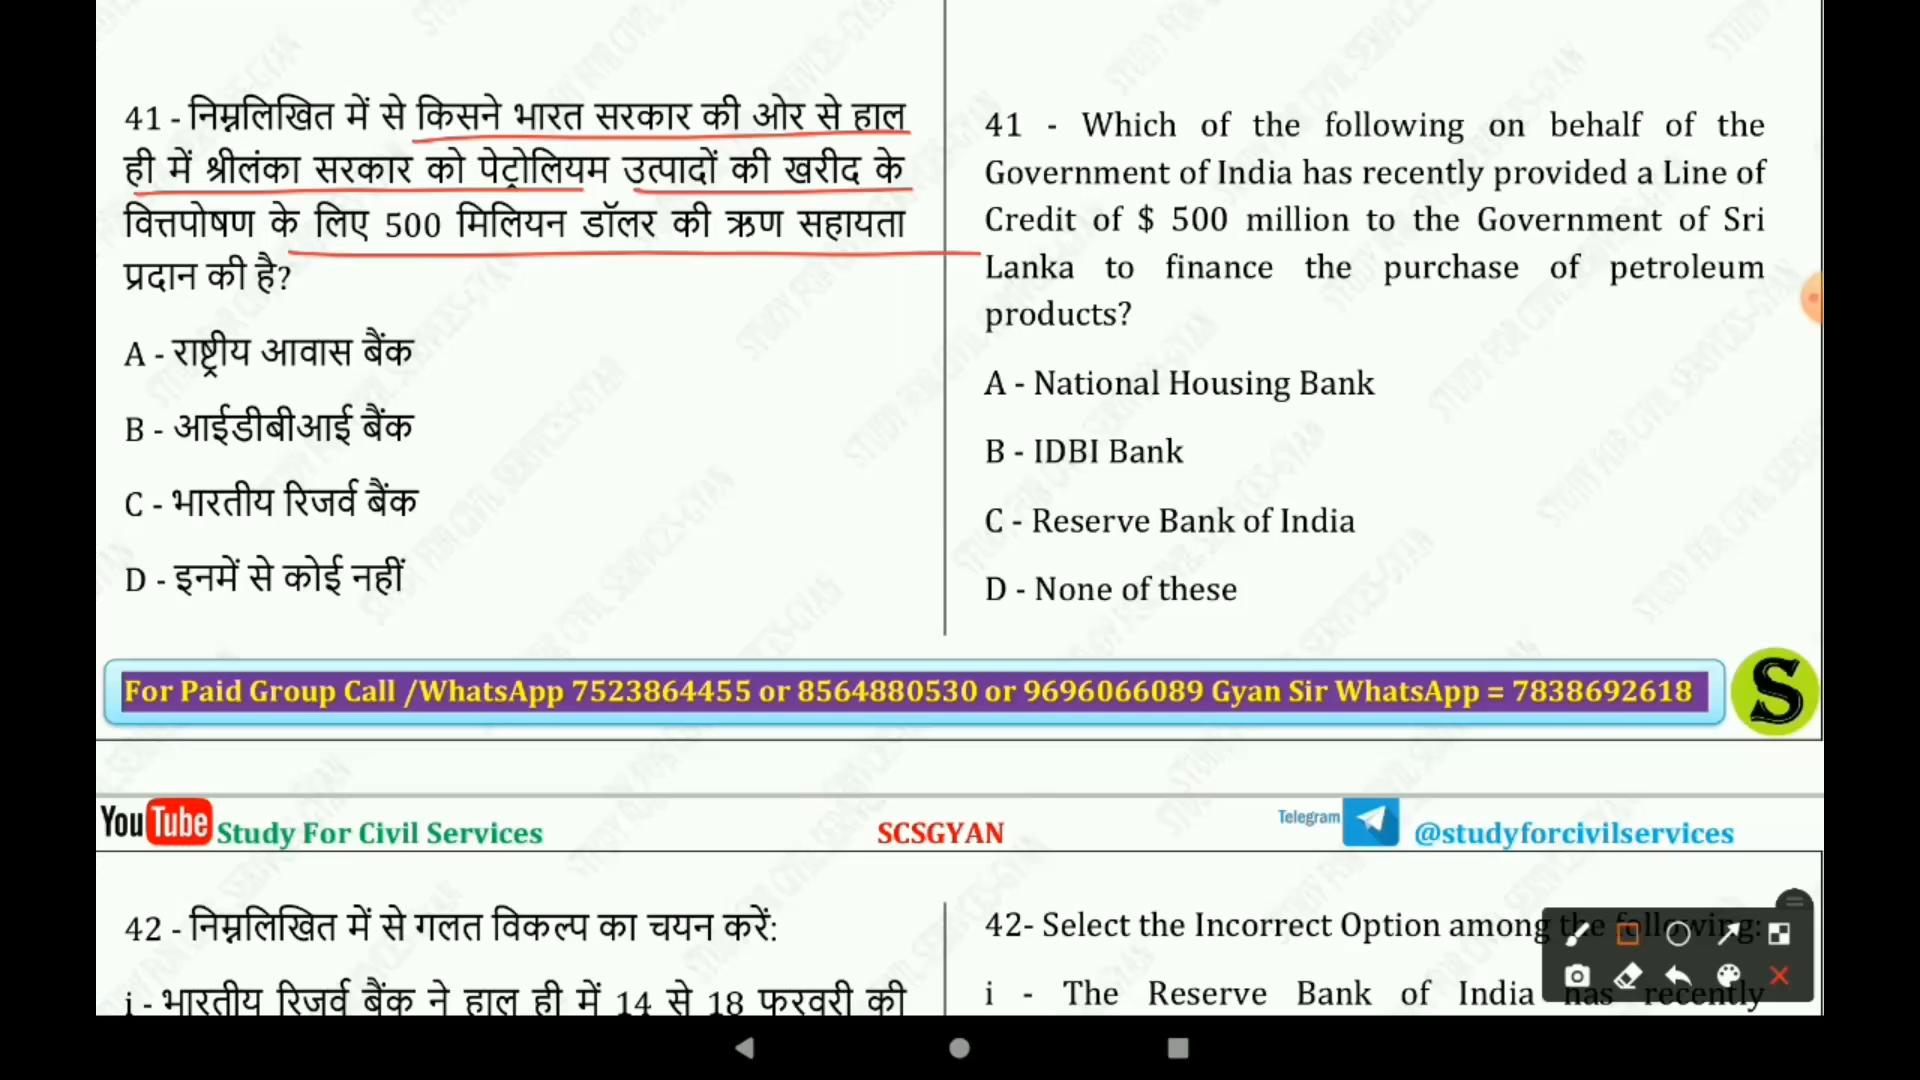 41 - निम्नलिखित में से किसने भारत सरकार की ओर से हाल
ही में श्रीलंका सरकार को पेट्रोलियम उत्पादों की खरीद के
वित्तपोषण के लिए 500 मिलियन डॉलर की ऋण सहायता
प्रदान की है?
A - राष्ट्रीय आवास बैंक
B - आईडीबीआई बैंक
C - भारतीय रिजर्व बैंक
D - इनमें से कोई नहीं
41 - Which of the following on behalf of the
Government of India has recently provided a Line of
Credit of $ 500 million to the Government of Sri
Lanka to finance the purchase of petroleum
products?
A - National Housing Bank
B - IDBI Bank
C - Reserve Bank of India
D - None of these
For Paid Group Call /WhatsApp 7523864455 or 8564880530 or 9696066089 Gyan Sir WhatsApp = 7838692618
S
YouTube Study For Civil Services
SCSGYAN
Telegram @studyforcivilservices
42 - निम्नलिखित में से गलत विकल्प का चयन करें:
i - भारतीय रिजर्व बैंक ने हाल ही में 14 से 18 फरवरी की
42- Select the Incorrect Option among the following:
i - The Reserve Bank of India has recently